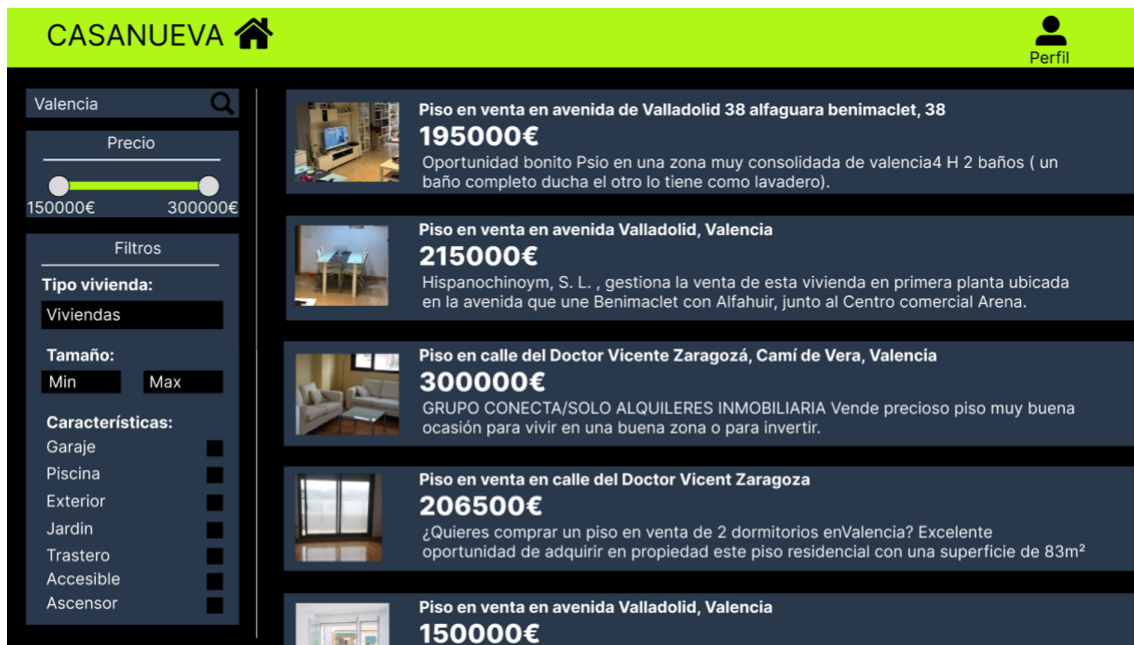 CASANUEVA
Perfil
Valencia
Precio
150000€ 300000€
Filtros
Tipo vivienda:
Viviendas
Tamaño:
Min Max
Características:
Garaje
Piscina
Exterior
Jardin
Trastero
Accesible
Ascensor
Piso en venta en avenida de Valladolid 38 alfaguara benimaclet, 38
195000€
Oportunidad bonito Psio en una zona muy consolidada de valencia4 H 2 baños ( un
baño completo ducha el otro lo tiene como lavadero).
Piso en venta en avenida Valladolid, Valencia
215000€
Hispanochinoym, S. L. , gestiona la venta de esta vivienda en primera planta ubicada
en la avenida que une Benimaclet con Alfahuir, junto al Centro comercial Arena.
Piso en calle del Doctor Vicente Zaragozá, Camí de Vera, Valencia
300000€
GRUPO CONECTA/SOLO ALQUILERES INMOBILIARIA Vende precioso piso muy buena
ocasión para vivir en una buena zona o para invertir.
Piso en venta en calle del Doctor Vicent Zaragoza
206500€
¿Quieres comprar un piso en venta de 2 dormitorios enValencia? Excelente
oportunidad de adquirir en propiedad este piso residencial con una superficie de 83m²
Piso en venta en avenida Valladolid, Valencia
150000€